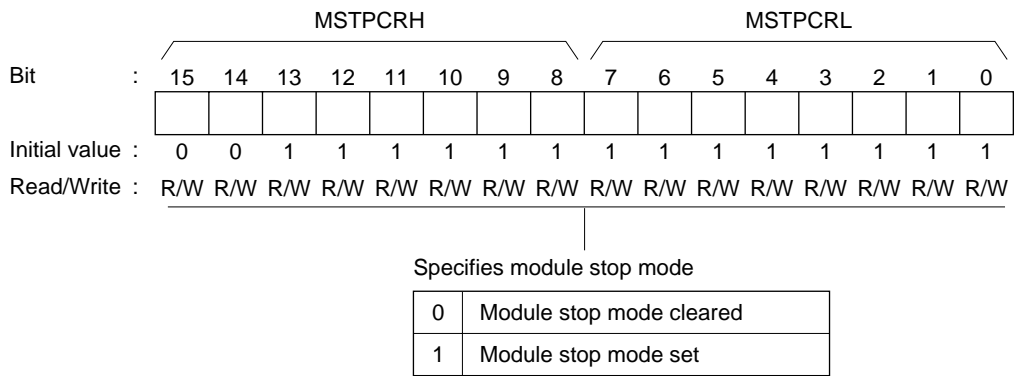 MSTPCRH MSTPCRL
Bit : 15 14 13 12 11 10 9 8 7 6 5 4 3 2 1 0
Initial value : 0 0 1 1 1 1 1 1 1 1 1 1 1 1 1 1
Read/Write : R/W R/W R/W R/W R/W R/W R/W R/W R/W R/W R/W R/W R/W R/W R/W R/W
Specifies module stop mode
0 Module stop mode cleared
1 Module stop mode set